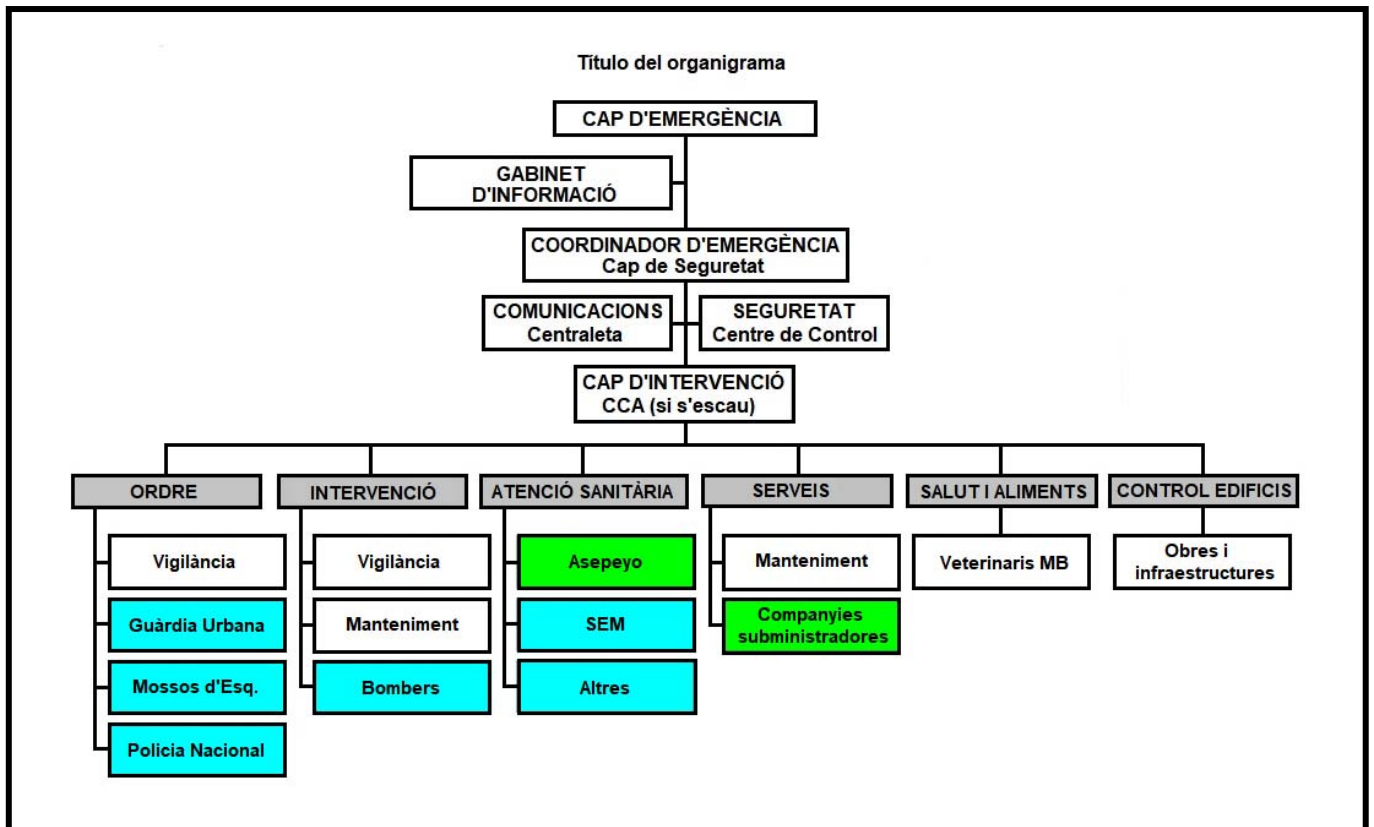 Título del organigrama
CAP D'EMERGÈNCIA
GABINET
D'INFORMACIÓ
COORDINADOR D'EMERGÈNCIA
Cap de Seguretat
COMUNICACIONS
Centraleta
SEGURETAT
Centre de Control
CAP D'INTERVENCIÓ
CCA (si s'escau)
ORDRE
Vigilància
Guàrdia Urbana
Mossos d'Esq.
Policia Nacional
INTERVENCIÓ
Vigilància
Manteniment
Bombers
ATENCIÓ SANITÀRIA
Asepeyo
SEM
Altres
SERVEIS
Manteniment
Companyies
subministradores
SALUT I ALIMENTS
Veterinaris MB
CONTROL EDIFICIS
Obres i
infraestructures